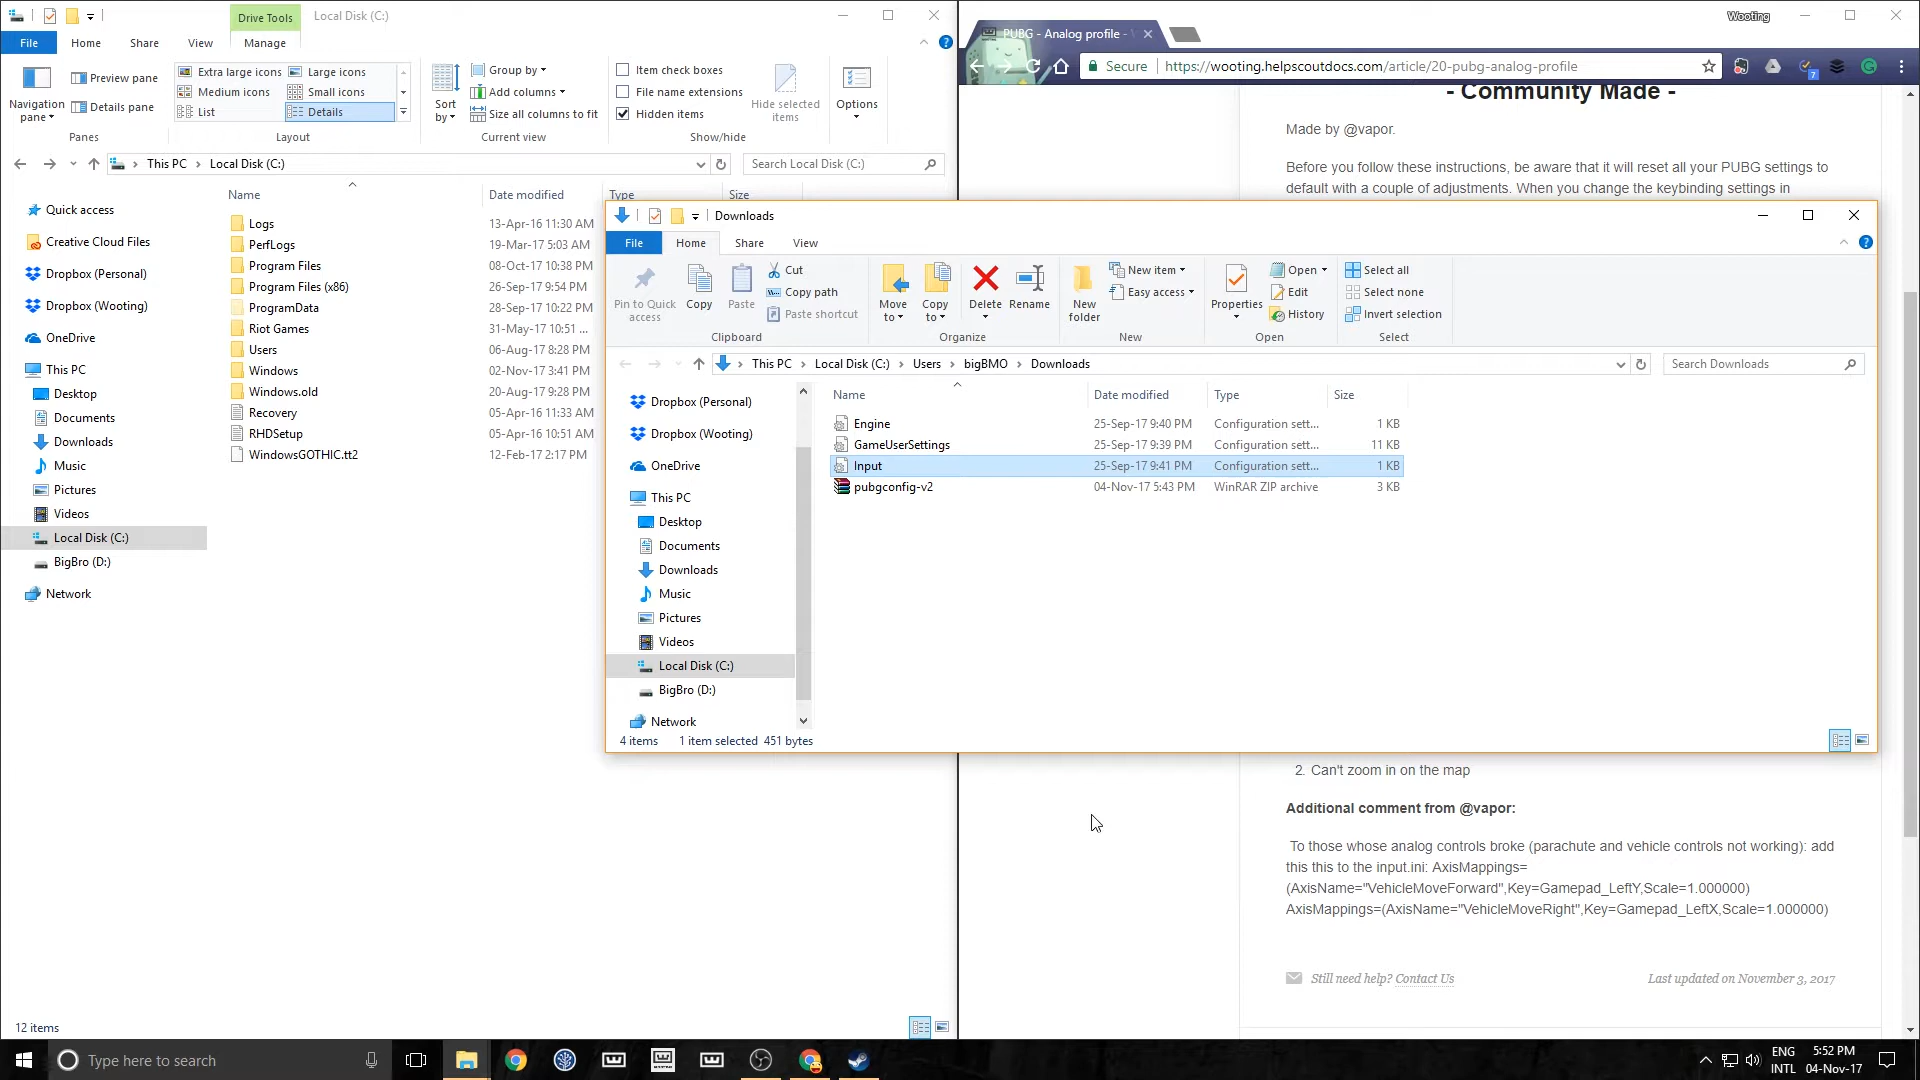 Drive Tools
Local Disk (C:)
File
Home
Share
View
Manage
Navigation pane
Preview pane
Details pane
Panes
Extra large icons
Large icons
Medium icons
Small icons
List
Details
Layout
Sort by
Group by
Add columns
Size all columns to fit
Current view
Item check boxes
File name extensions
Hidden items
Hide selected items
Show/hide
Options
This PC
Local Disk (C:)
Search Local Disk (C:)
Name
Date modified
Type
Size
Quick access
Creative Cloud Files
Dropbox (Personal)
Dropbox (Wooting)
OneDrive
This PC
Desktop
Documents
Downloads
Music
Pictures
Videos
Local Disk (C:)
BigBro (D:)
Network
Logs 13-Apr-16 11:30 AM
PerfLogs 19-Mar-17 5:03 AM
Program Files 08-Oct-17 10:38 PM
Program Files (x86) 26-Sep-17 9:54 PM
ProgramData 28-Sep-17 10:22 PM
Riot Games 31-May-17 10:51 ...
Users 06-Aug-17 8:28 PM
Windows 02-Nov-17 3:41 PM
Windows.old 20-Aug-17 9:28 PM
Recovery 05-Apr-16 11:33 AM
RHDSetup 05-Apr-16 10:51 AM
WindowsGOTHIC.tt2 12-Feb-17 2:17 PM
12 items
Wooting
PUBG - Analog profile -
Secure
https://wooting.helpscoutdocs.com/article/20-pubg-analog-profile
7
- Community Made -
Made by @vapor.
Before you follow these instructions, be aware that it will reset all your PUBG settings to
default with a couple of adjustments. When you change the keybinding settings in
Downloads
File
Home
Share
View
Pin to Quick access
Copy
Paste
Cut
Copy path
Paste shortcut
Clipboard
Move to
Copy to
Delete
Rename
Organize
New folder
New item
Easy access
New
Properties
Open
Edit
History
Open
Select all
Select none
Invert selection
Select
This PC
Local Disk (C:)
Users
bigBMO
Downloads
Search Downloads
Dropbox (Personal)
Dropbox (Wooting)
OneDrive
This PC
Desktop
Documents
Downloads
Music
Pictures
Videos
Local Disk (C:)
BigBro (D:)
Network
Name
Date modified
Type
Size
Engine 25-Sep-17 9:40 PM Configuration sett... 1 KB
GameUserSettings 25-Sep-17 9:39 PM Configuration sett... 11 KB
Input 25-Sep-17 9:41 PM Configuration sett... 1 KB
pubgconfig-v2 04-Nov-17 5:43 PM WinRAR ZIP archive 3 KB
4 items
1 item selected 451 bytes
2. Can't zoom in on the map
Additional comment from @vapor:
To those whose analog controls broke (parachute and vehicle controls not working): add
this this to the input.ini: AxisMappings=
(AxisName="VehicleMoveForward",Key=Gamepad_LeftY,Scale=1.000000)
AxisMappings=(AxisName="VehicleMoveRight",Key=Gamepad_LeftX,Scale=1.000000)
Still need help? Contact Us
Last updated on November 3, 2017
Type here to search
ENG
INTL
5:52 PM
04-Nov-17